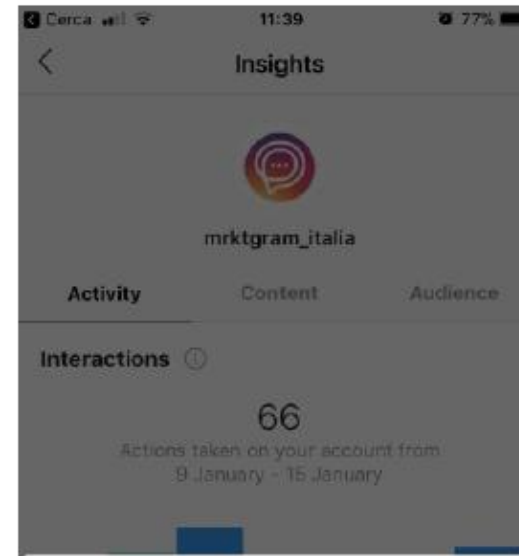 Cerca 11:39 77%
Insights
mrktgram_italia
Activity Content Audience
Interactions
66
Actions taken on your account from
9 January - 15 January